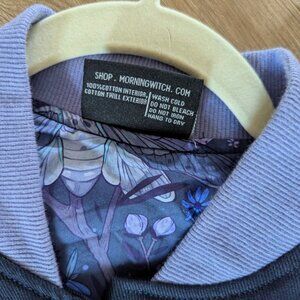 SHOP. MORNINGWITCH. COM
100%COTTON INTERIOR,
COTTON TWILL EXTERIOR
WASH COLD
DO NOT BLEACH
DO NOT IRON
HANG TO DRY